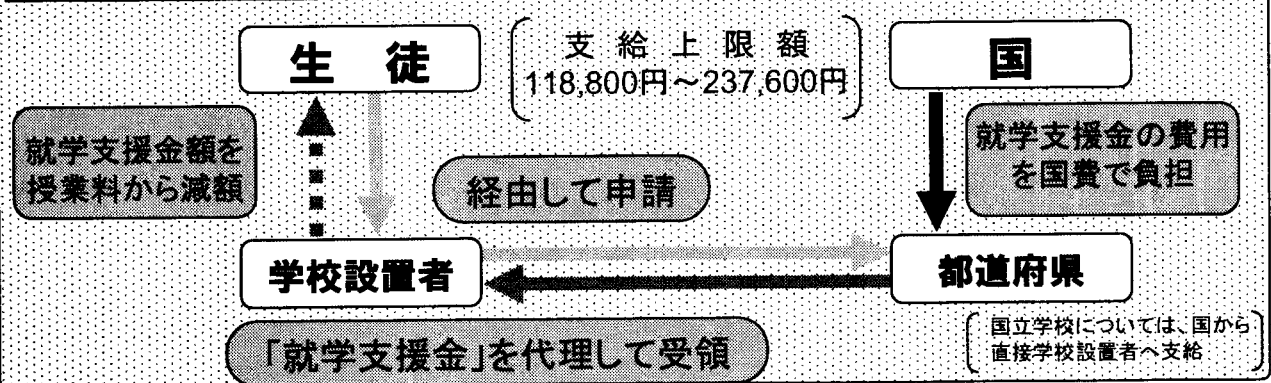 生 徒
支 給 上 限 額
118,800円～237,600円
国
就学支援金額を
授業料から減額
経由して申請
就学支援金の費用
を国費で負担
学校設置者
都道府県
「就学支援金」を代理して受領
国立学校については、国から
直接学校設置者へ支給